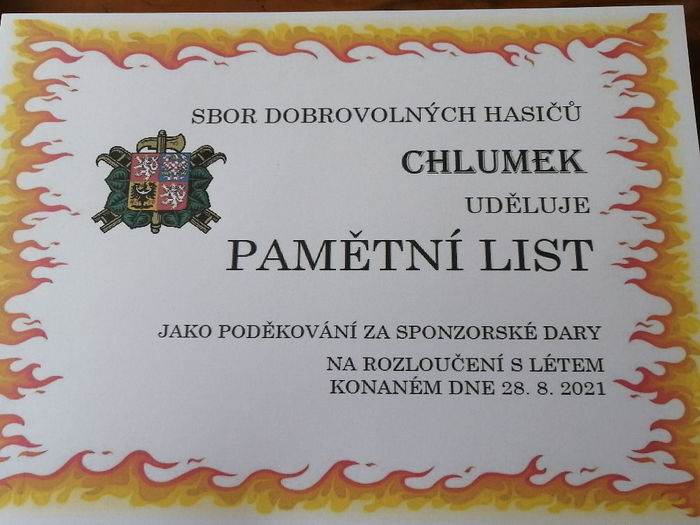 SBOR DOBROVOLNÝCH HASIČŮ
CHLUMEK
UDĚLUJE
PAMĚTNÍ LIST
JAKO PODĚKOVÁNÍ ZA SPONZORSKÉ DARY
NA ROZLOUČENÍ S LÉTEM
KONANÉM DNE 28. 8. 2021